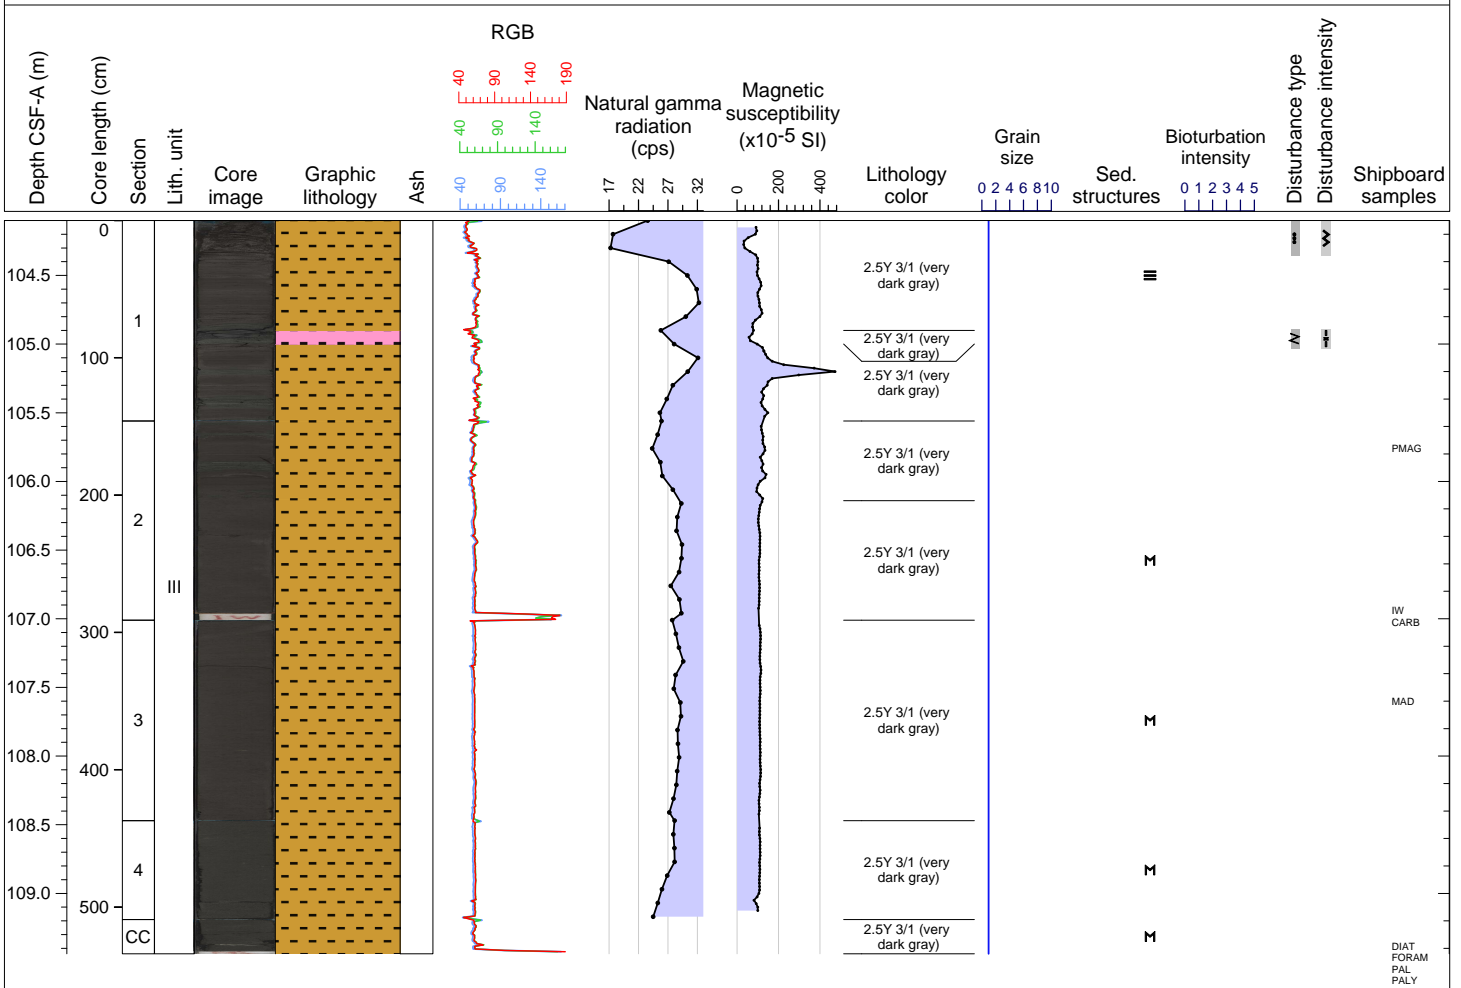 RGB
Depth CSF-A (m)
Core length (cm)
Section
Lith. unit
Core
image
Graphic
lithology
Ash
40 90 140 190
40 90 140
40 90 140
Natural gamma
radiation
(cps)
17 22 27 32
Magnetic
susceptibility
(x10-5 SI)
0 200 400
Lithology
color
Grain
size
0 2 4 6 8 10
Sed.
structures
Bioturbation
intensity
0 1 2 3 4 5
Disturbance type
Disturbance intensity
Shipboard
samples
104.5
105.0
105.5
106.0
106.5
107.0
107.5
108.0
108.5
109.0
0
100
200
300
400
500
1
2
3
4
CC
III
2.5Y 3/1 (very
dark gray)
2.5Y 3/1 (very
dark gray)
2.5Y 3/1 (very
dark gray)
2.5Y 3/1 (very
dark gray)
2.5Y 3/1 (very
dark gray)
2.5Y 3/1 (very
dark gray)
2.5Y 3/1 (very
dark gray)
2.5Y 3/1 (very
dark gray)
M
M
M
M
PMAG
IW
CARB
MAD
DIAT
FORAM
PAL
PALY